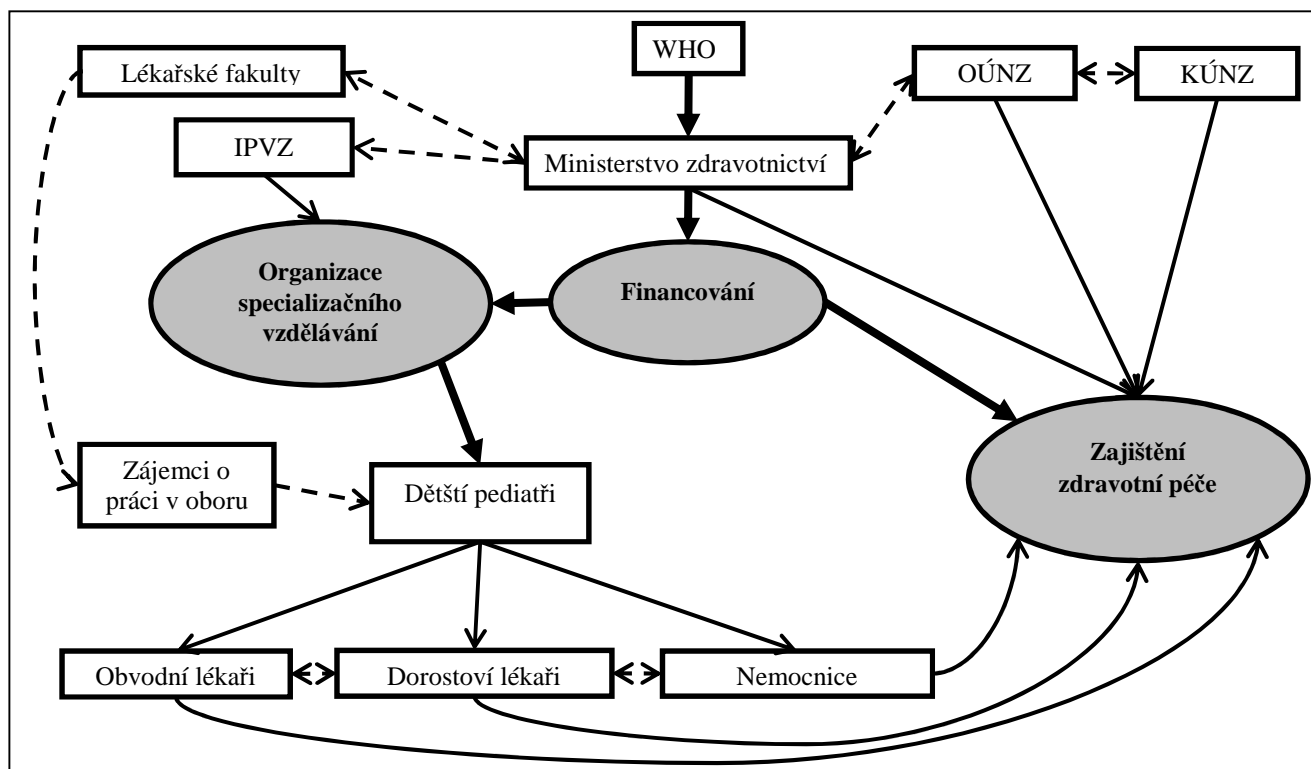 WHO
Lékařské fakulty
OÚNZ
KÚNZ
IPVZ
Ministerstvo zdravotnictví
Organizace
specializačního
vzdělávání
Financování
Zájemci o
práci v oboru
Dětští pediatři
Zajištění
zdravotní péče
Obvodní lékaři
Dorostoví lékaři
Nemocnice